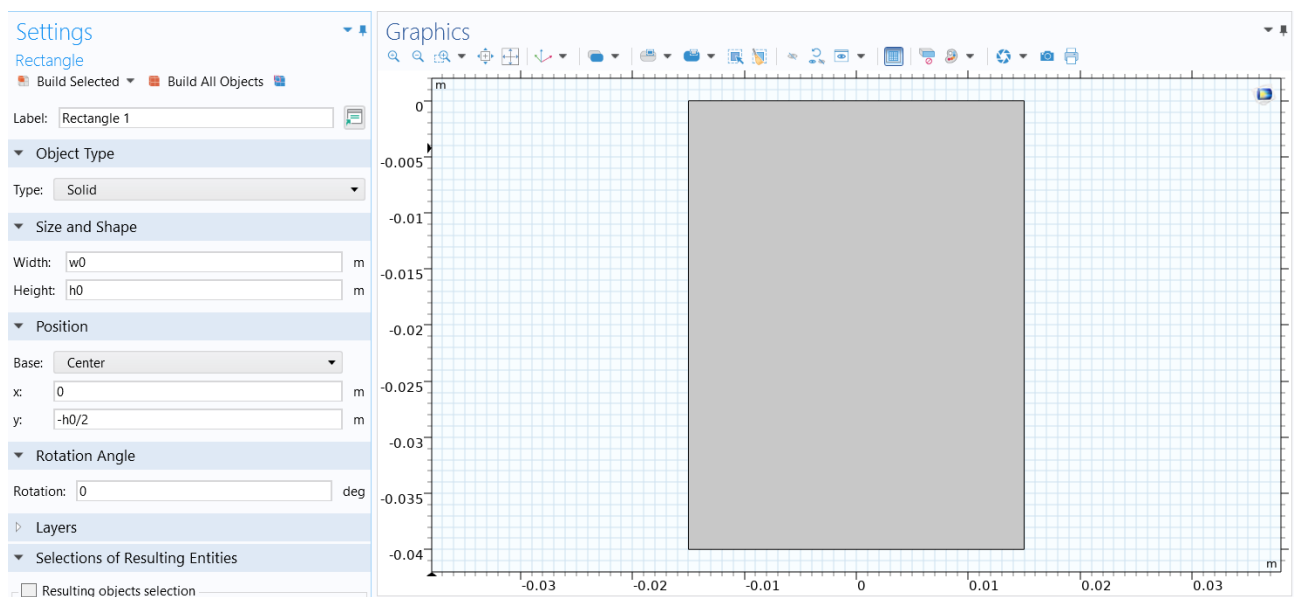 Settings
Rectangle
Build Selected Build All Objects
Label: Rectangle 1
Object Type
Type: Solid
Size and Shape
Width: w0 m
Height: h0 m
Position
Base: Center
x: 0 m
y: -h0/2 m
Rotation Angle
Rotation: 0 deg
Layers
Selections of Resulting Entities
Resulting objects selection
Graphics
m
0
-0.005
-0.01
-0.015
-0.02
-0.025
-0.03
-0.035
-0.04
m
-0.03 -0.02 -0.01 0 0.01 0.02 0.03